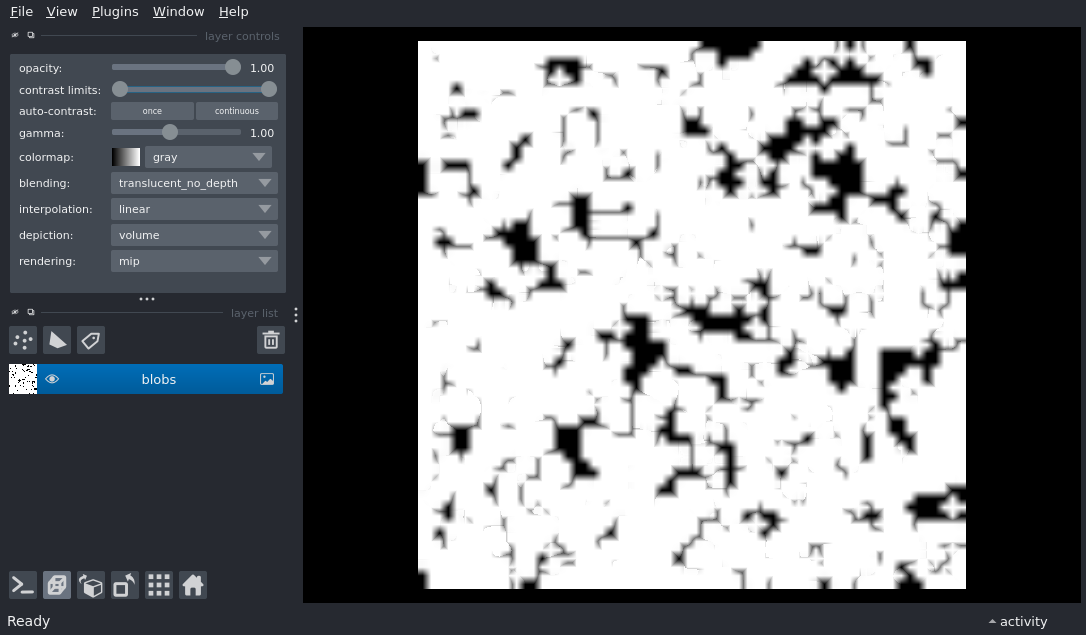 File View Plugins Window Help
layer controls
opacity: 1.00
contrast limits:
auto-contrast: once continuous
gamma: 1.00
colormap: gray
blending: translucent_no_depth
interpolation: linear
depiction: volume
rendering: mip
layer list
blobs
Ready activity